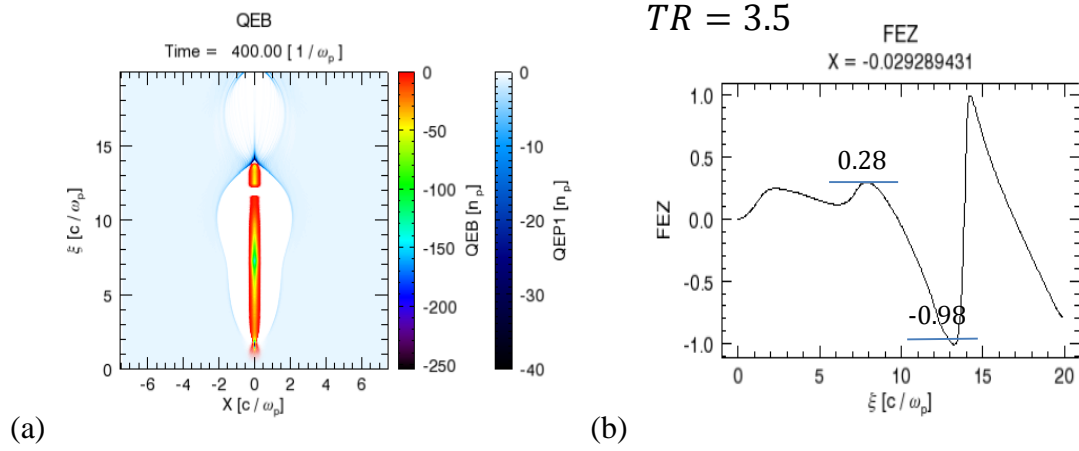 QEB
Time = 400.00 [ 1 / ω_p ]
15
10
5
0
ξ [c / ω_p]
-6 -4 -2 0 2 4 6
X [c / ω_p]
0
-50
-100
-150
-200
-250
QEB [n_p]
0
-10
-20
-30
-40
QEP1 [n_p]
(a)
TR = 3.5
FEZ
X = -0.029289431
1.0
0.5
0.0
-0.5
-1.0
FEZ
0.28
-0.98
0 5 10 15 20
ξ [c / ω_p]
(b)